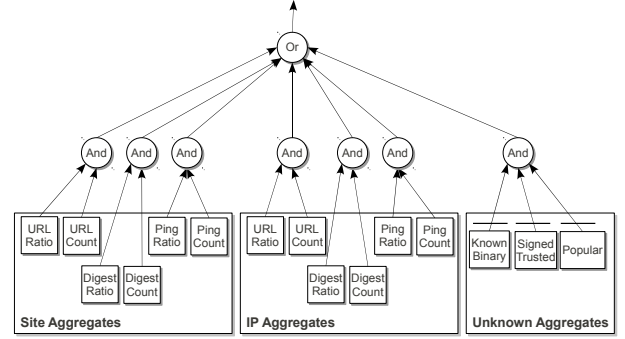 Or
And And And And And And And
URL Ratio URL Count Ping Ratio Ping Count URL Ratio URL Count Ping Ratio Ping Count Known Binary Signed Trusted Popular
Digest Ratio Digest Count Digest Ratio Digest Count
Site Aggregates IP Aggregates Unknown Aggregates